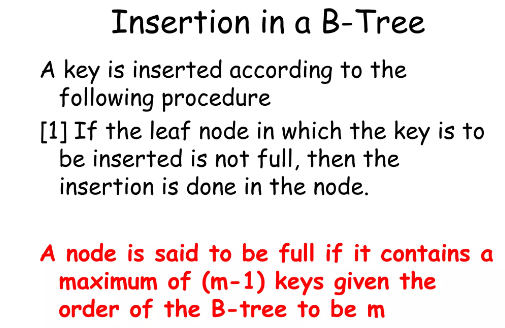 Insertion in a B-Tree
A key is inserted according to the
following procedure
[1] If the leaf node in which the key is to
be inserted is not full, then the
insertion is done in the node.
A node is said to be full if it contains a
maximum of (m-1) keys given the
order of the B-tree to be m